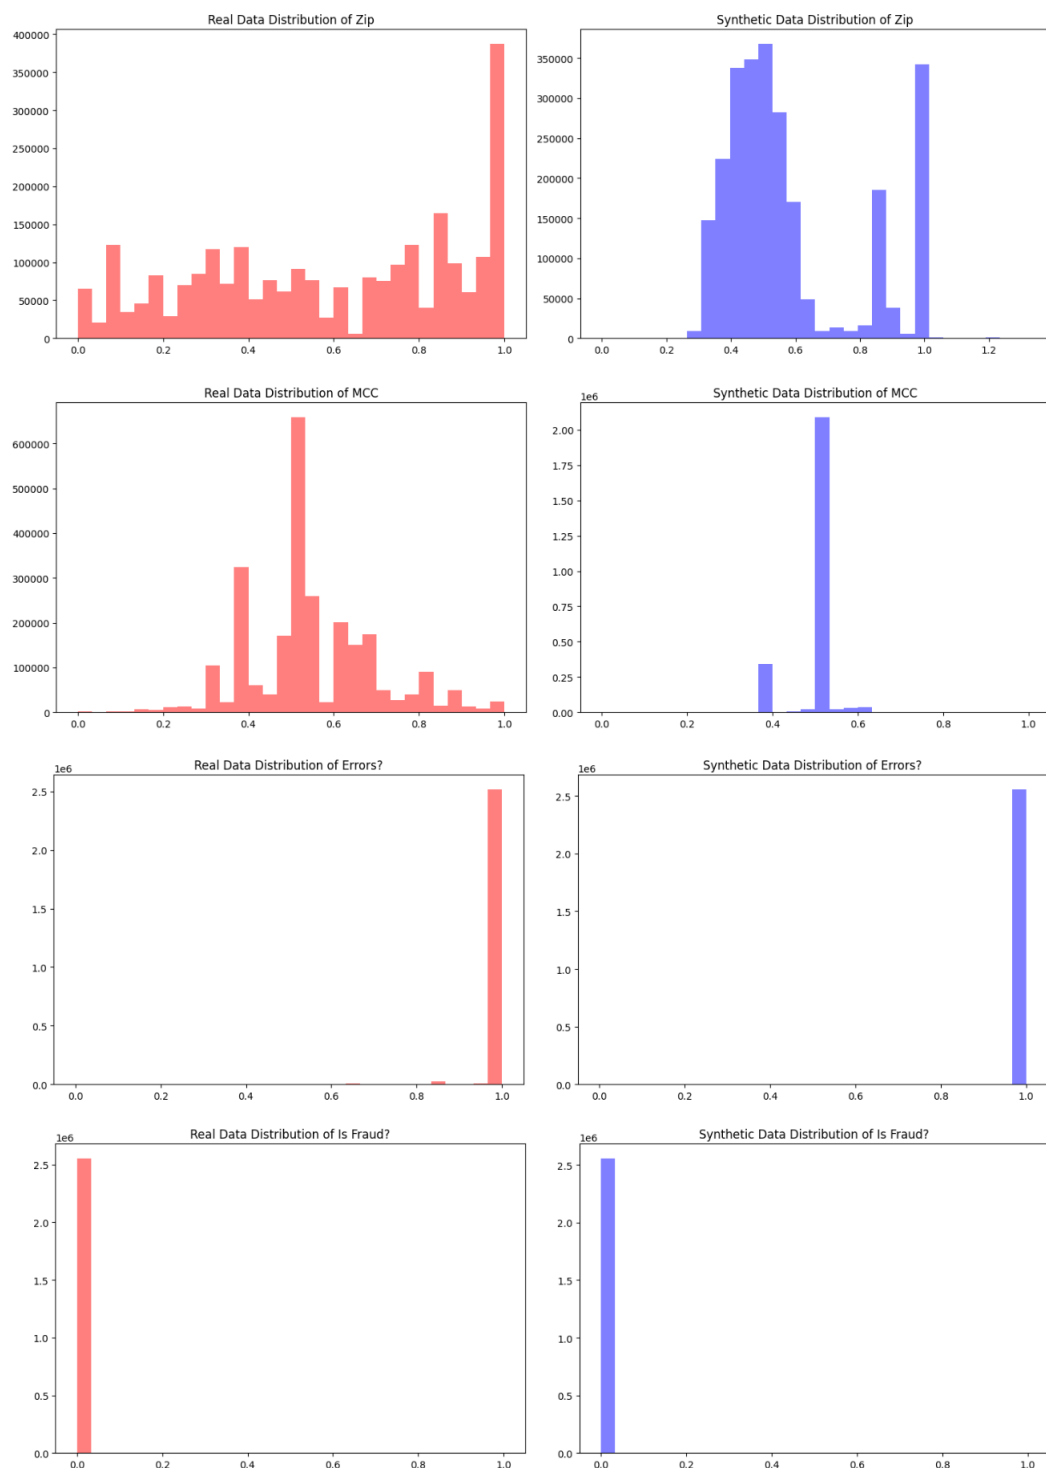 Real Data Distribution of Zip
400000
350000
300000
250000
200000
150000
100000
50000
0
0.0 0.2 0.4 0.6 0.8 1.0
Synthetic Data Distribution of Zip
350000
300000
250000
200000
150000
100000
50000
0
0.0 0.2 0.4 0.6 0.8 1.0 1.2
Real Data Distribution of MCC
600000
500000
400000
300000
200000
100000
0
0.0 0.2 0.4 0.6 0.8 1.0
Synthetic Data Distribution of MCC
1e6
2.00
1.75
1.50
1.25
1.00
0.75
0.50
0.25
0.00
0.0 0.2 0.4 0.6 0.8 1.0
Real Data Distribution of Errors?
1e6
2.5
2.0
1.5
1.0
0.5
0.0
0.0 0.2 0.4 0.6 0.8 1.0
Synthetic Data Distribution of Errors?
1e6
2.5
2.0
1.5
1.0
0.5
0.0
0.0 0.2 0.4 0.6 0.8 1.0
Real Data Distribution of Is Fraud?
1e6
2.5
2.0
1.5
1.0
0.5
0.0
0.0 0.2 0.4 0.6 0.8 1.0
Synthetic Data Distribution of Is Fraud?
1e6
2.5
2.0
1.5
1.0
0.5
0.0
0.0 0.2 0.4 0.6 0.8 1.0